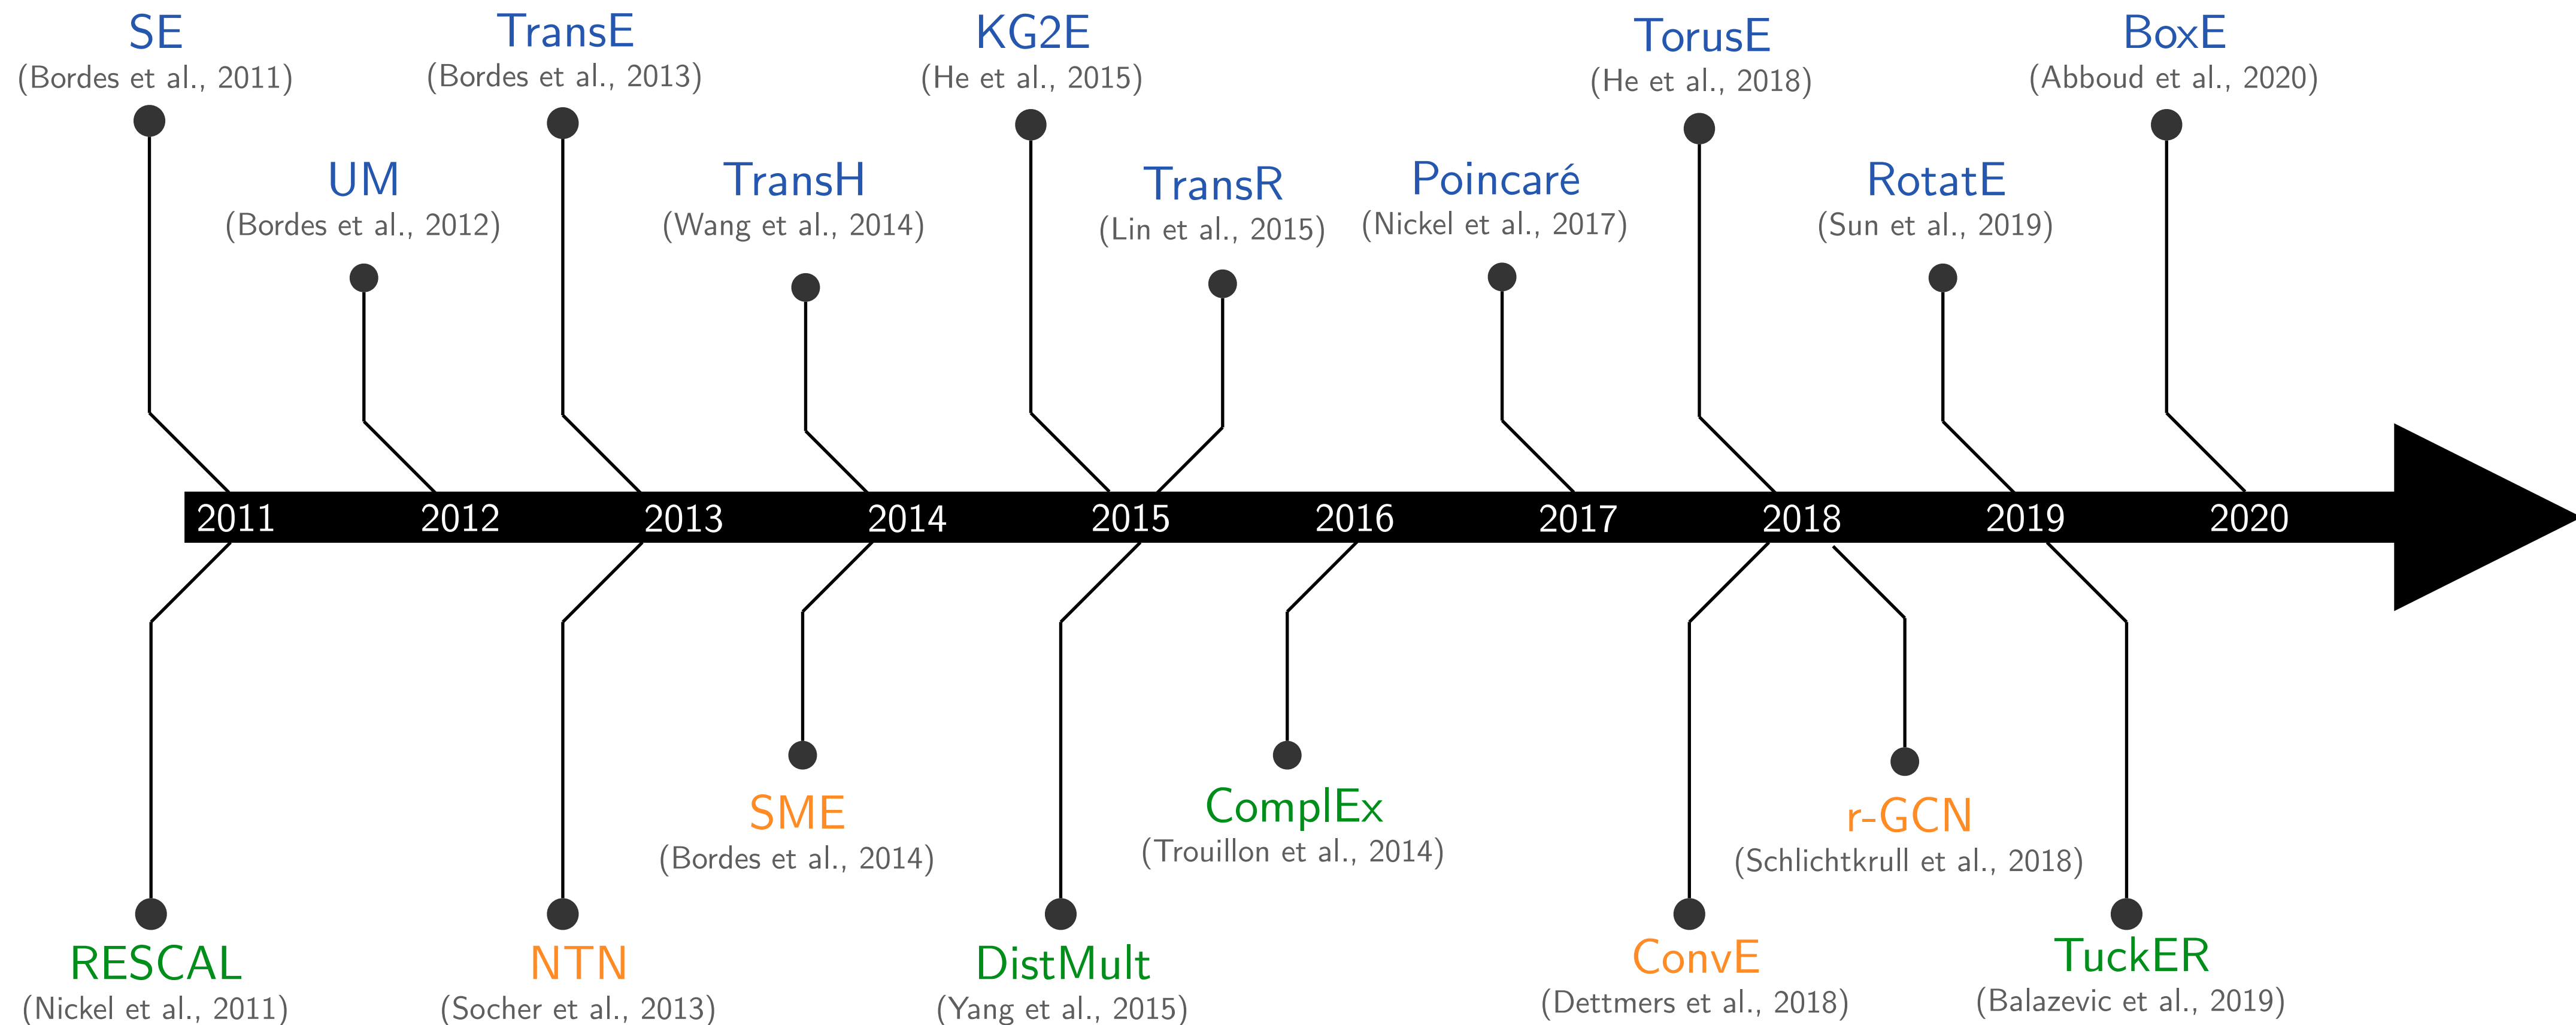 SE
(Bordes et al., 2011)
TransE
(Bordes et al., 2013)
KG2E
(He et al., 2015)
TorusE
(He et al., 2018)
BoxE
(Abboud et al., 2020)
UM
(Bordes et al., 2012)
TransH
(Wang et al., 2014)
TransR
(Lin et al., 2015)
Poincaré
(Nickel et al., 2017)
RotatE
(Sun et al., 2019)
2011 2012 2013 2014 2015 2016 2017 2018 2019 2020
SME
(Bordes et al., 2014)
ComplEx
(Trouillon et al., 2014)
r-GCN
(Schlichtkrull et al., 2018)
RESCAL
(Nickel et al., 2011)
NTN
(Socher et al., 2013)
DistMult
(Yang et al., 2015)
ConvE
(Dettmers et al., 2018)
TuckER
(Balazevic et al., 2019)